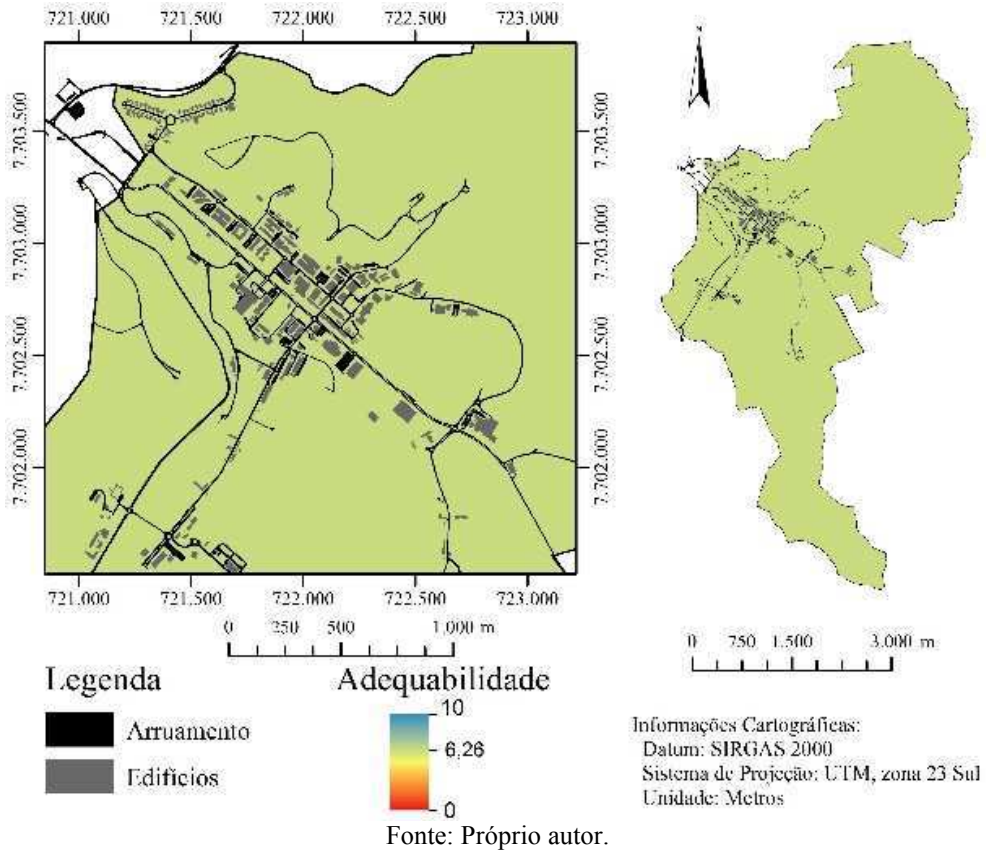 721.000 721.500 722.000 722.500 723.000
7.703.500
7.703.000
7.702.500
7.702.000
7.703.500
7.703.000
7.702.500
7.702.000
721.000 721.500 722.000 722.500 723.000
N
0 250 500 1.000 m
0 750 1.500 3.000 m
Legenda
Arruamento
Edifícios
Adequabilidade
10
6,26
0
Informações Cartográficas:
Datum: SIRGAS 2000
Sistema de Projeção: UTM, zona 23 Sul
Unidade: Metros
Fonte: Próprio autor.